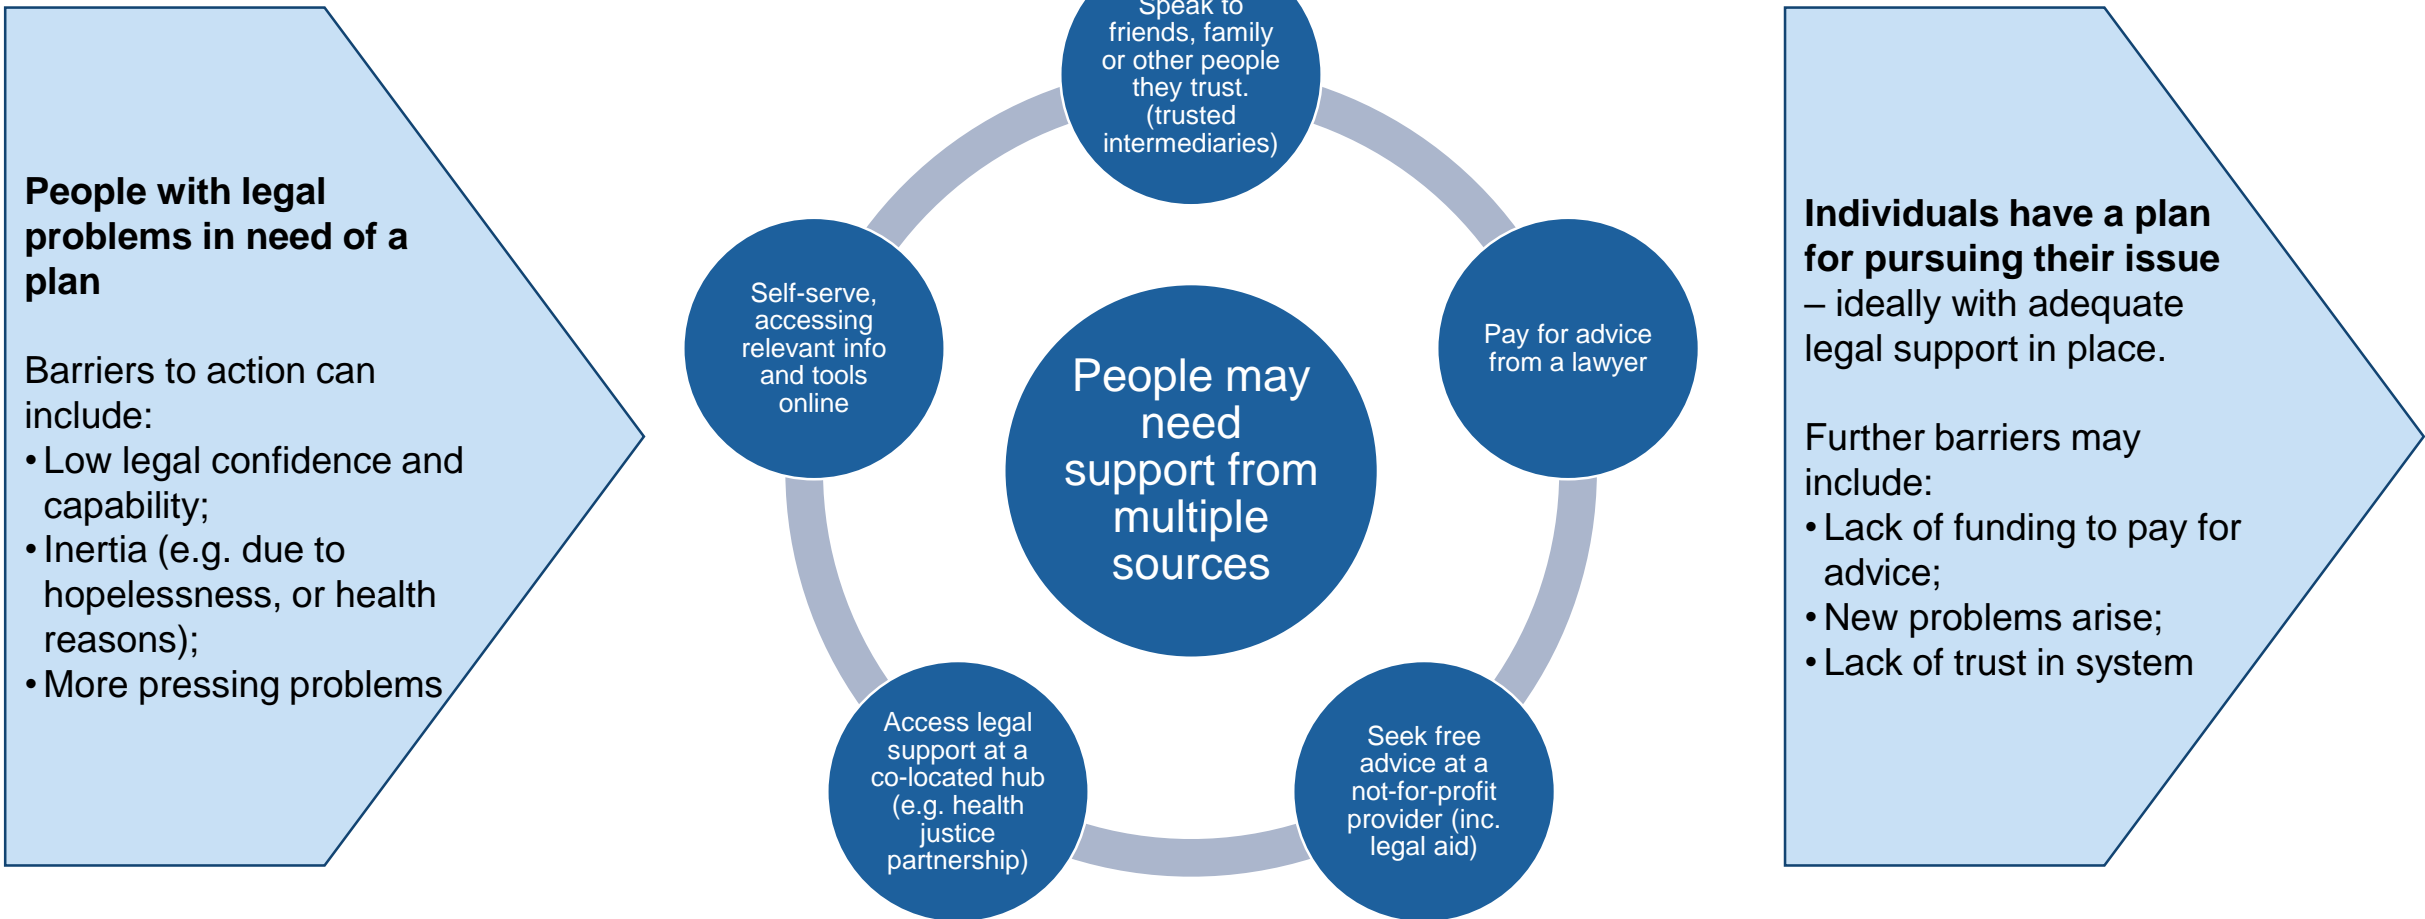 People with legal
problems in need of a
plan
Barriers to action can
include:
• Low legal confidence and
capability;
• Inertia (e.g. due to
hopelessness, or health
reasons);
• More pressing problems
Speak to
friends, family
or other people
they trust.
(trusted
intermediaries)
Self-serve,
accessing
relevant info
and tools
online
People may
need
support from
multiple
sources
Pay for advice
from a lawyer
Access legal
support at a
co-located hub
(e.g. health
justice
partnership)
Seek free
advice at a
not-for-profit
provider (inc.
legal aid)
Individuals have a plan
for pursuing their issue
– ideally with adequate
legal support in place.
Further barriers may
include:
• Lack of funding to pay for
advice;
• New problems arise;
• Lack of trust in system